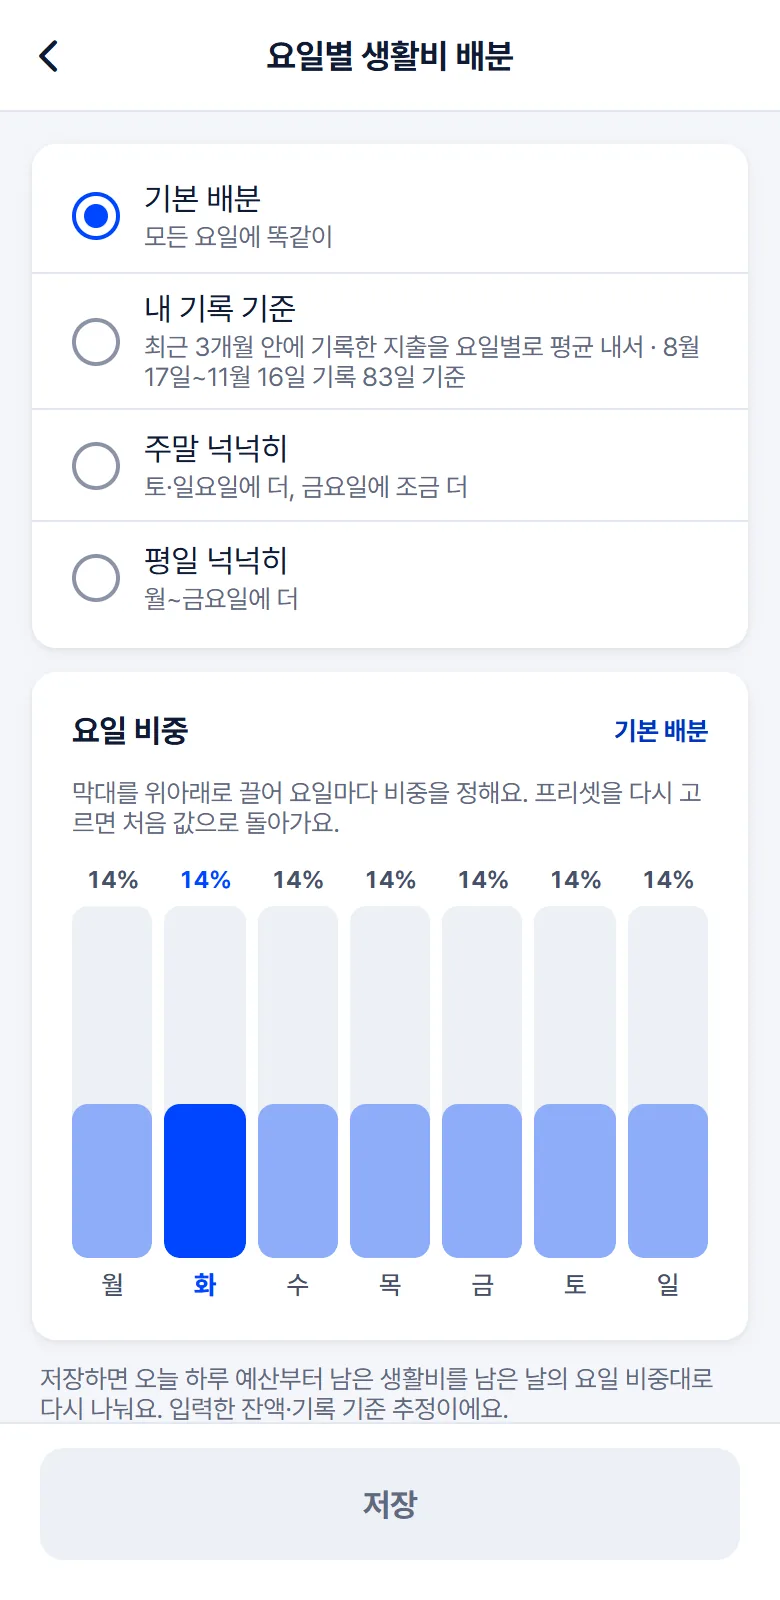 요일별 생활비 배분
기본 배분
모든 요일에 똑같이
내 기록 기준
최근 3개월 안에 기록한 지출을 요일별로 평균 내서 · 8월
17일~11월 16일 기록 83일 기준
주말 넉넉히
토·일요일에 더, 금요일에 조금 더
평일 넉넉히
월~금요일에 더
요일 비중 기본 배분
막대를 위아래로 끌어 요일마다 비중을 정해요. 프리셋을 다시 고
르면 처음 값으로 돌아가요.
14% 14% 14% 14% 14% 14% 14%
월 화 수 목 금 토 일
저장하면 오늘 하루 예산부터 남은 생활비를 남은 날의 요일 비중대로
다시 나눠요. 입력한 잔액·기록 기준 추정이에요.
저장